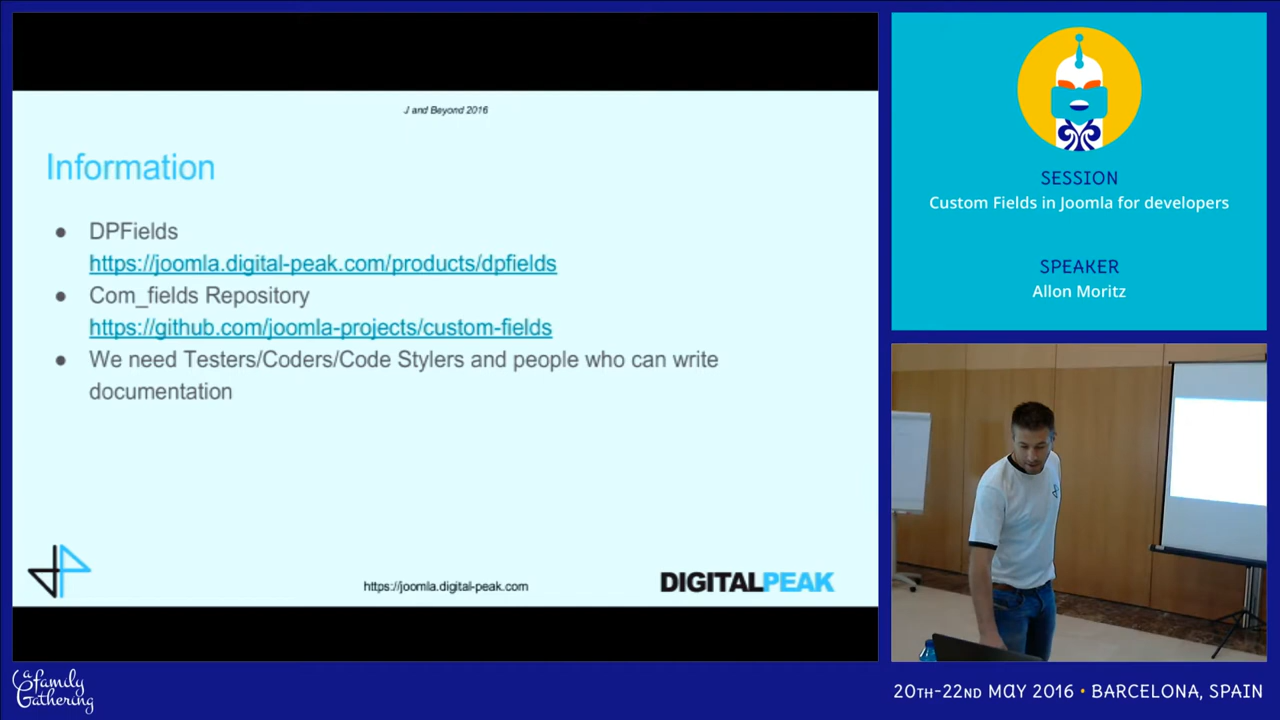 J and Beyond 2016
Information
DPFields
https://joomla.digital-peak.com/products/dpfields
Com_fields Repository
https://github.com/joomla-projects/custom-fields
We need Testers/Coders/Code Stylers and people who can write
documentation
https://joomla.digital-peak.com
DIGITALPEAK
SESSION
Custom Fields in Joomla for developers
SPEAKER
Allon Moritz
a family
Gathering
20TH-22ND MAY 2016 • BARCELONA, SPAIN